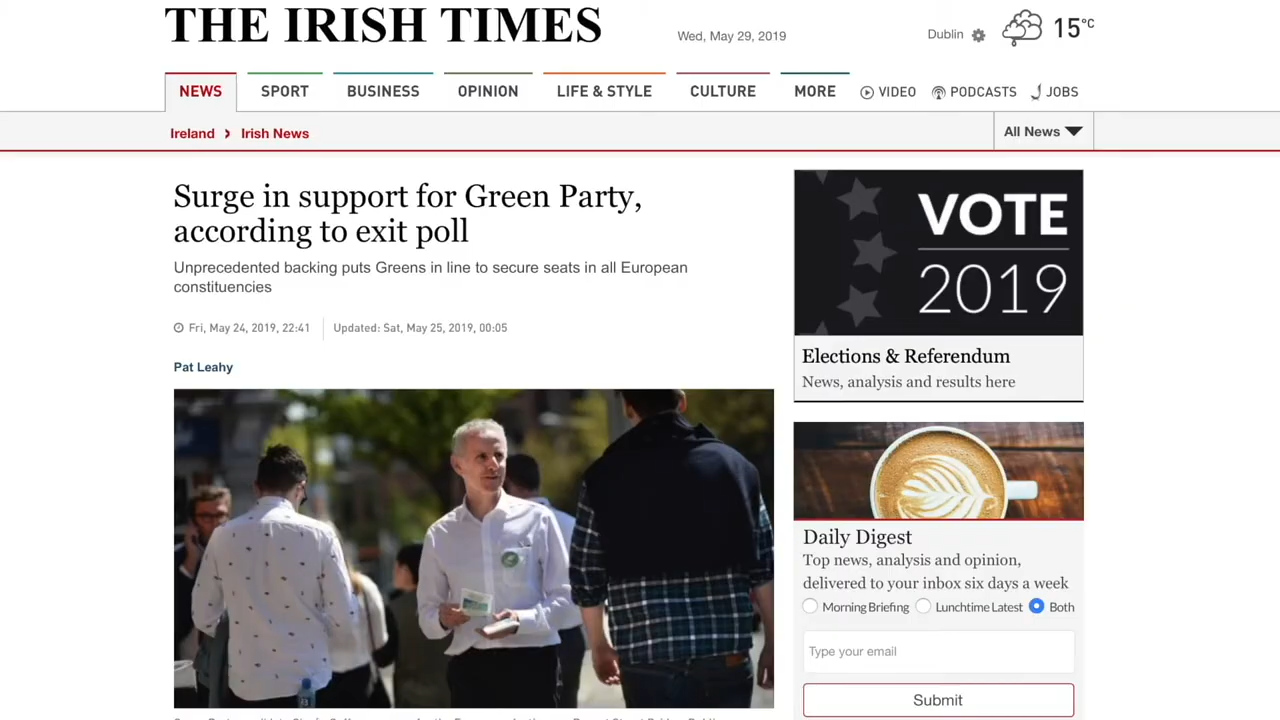 THE IRISH TIMES
Wed, May 29, 2019
Dublin
15°C
NEWS
SPORT
BUSINESS
OPINION
LIFE & STYLE
CULTURE
MORE
VIDEO
PODCASTS
JOBS
Ireland
Irish News
All News
Surge in support for Green Party,
according to exit poll
Unprecedented backing puts Greens in line to secure seats in all European
constituencies
Fri, May 24, 2019, 22:41
Updated: Sat, May 25, 2019, 00:05
Pat Leahy
VOTE
2019
Elections & Referendum
News, analysis and results here
Daily Digest
Top news, analysis and opinion,
delivered to your inbox six days a week
Morning Briefing
Lunchtime Latest
Both
Type your email
Submit